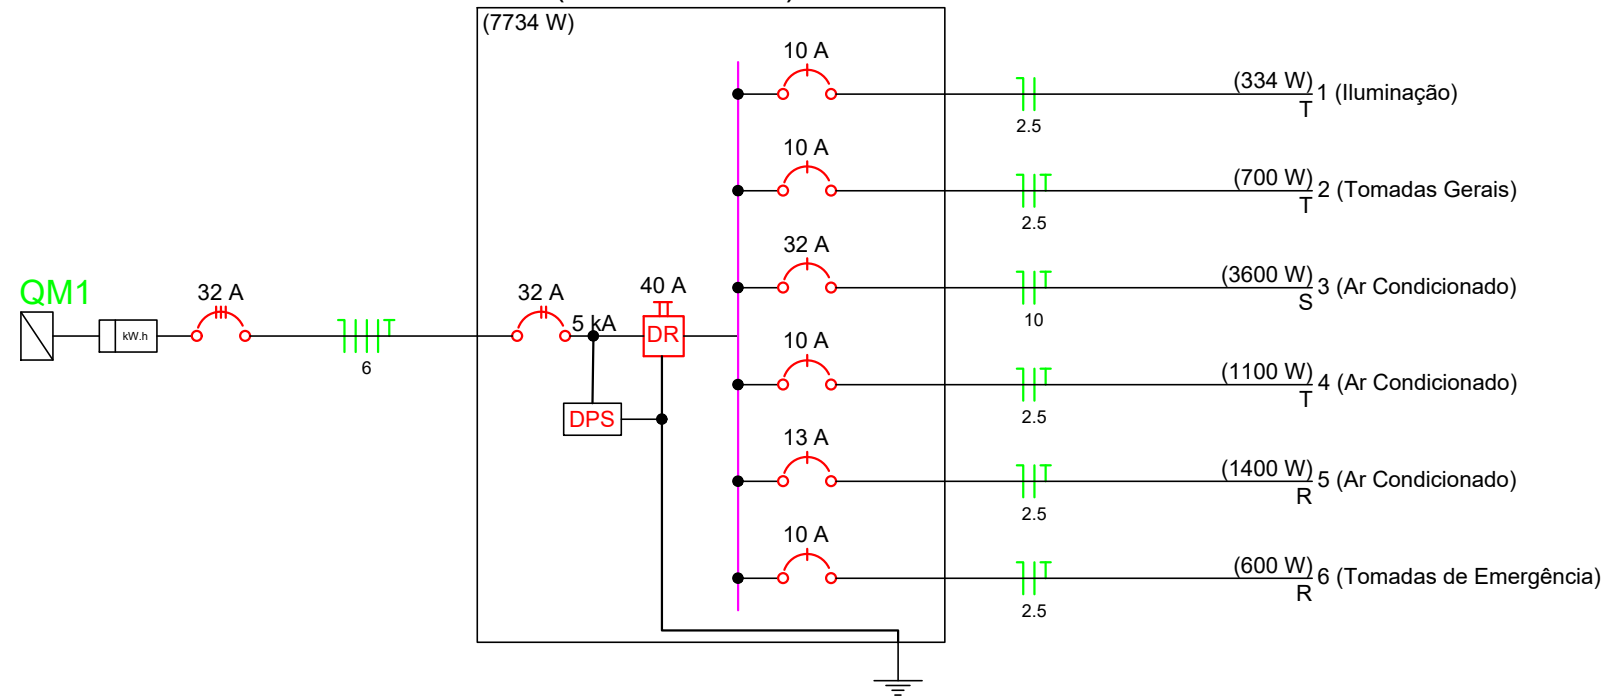 (7734 W)
10 A
(334 W)
1 (Iluminação)
T
2.5
10 A
(700 W)
2 (Tomadas Gerais)
T
2.5
32 A
(3600 W)
3 (Ar Condicionado)
S
10
QM1
32 A
kW.h
6
32 A
5 kA
40 A
DR
DPS
10 A
(1100 W)
4 (Ar Condicionado)
T
2.5
13 A
(1400 W)
5 (Ar Condicionado)
R
2.5
10 A
(600 W)
6 (Tomadas de Emergência)
R
2.5